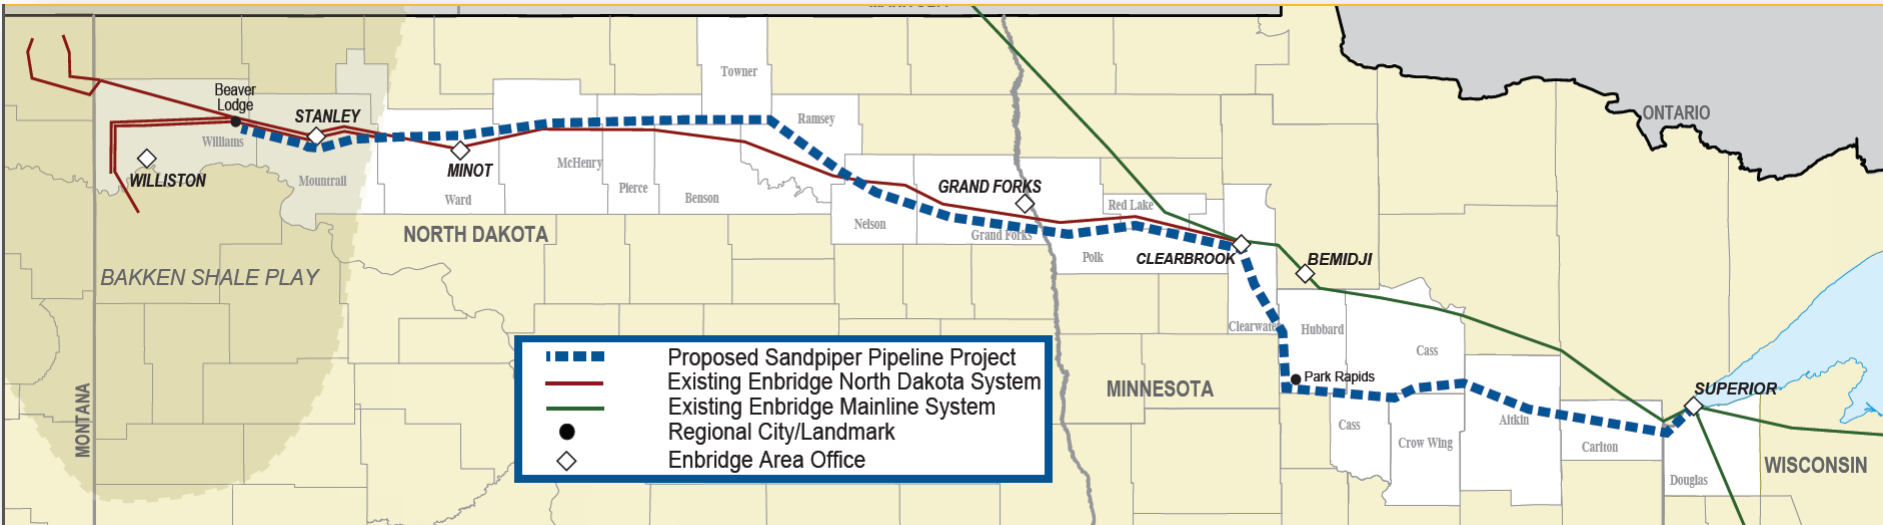 MANITOBA
ONTARIO
Towner
Beaver
Lodge
STANLEY
Ramsey
Williams
WILLISTON
Mountrail
MINOT
Ward
McHenry
Pierce
Benson
GRAND FORKS
Nelson
Grand Forks
Red Lake
Polk
CLEARBROOK
BEMIDJI
NORTH DAKOTA
BAKKEN SHALE PLAY
MONTANA
Clearwater
Hubbard
Cass
Park Rapids
MINNESOTA
SUPERIOR
Cass
Crow Wing
Aitkin
Carlton
Douglas
WISCONSIN
Proposed Sandpiper Pipeline Project
Existing Enbridge North Dakota System
Existing Enbridge Mainline System
Regional City/Landmark
Enbridge Area Office